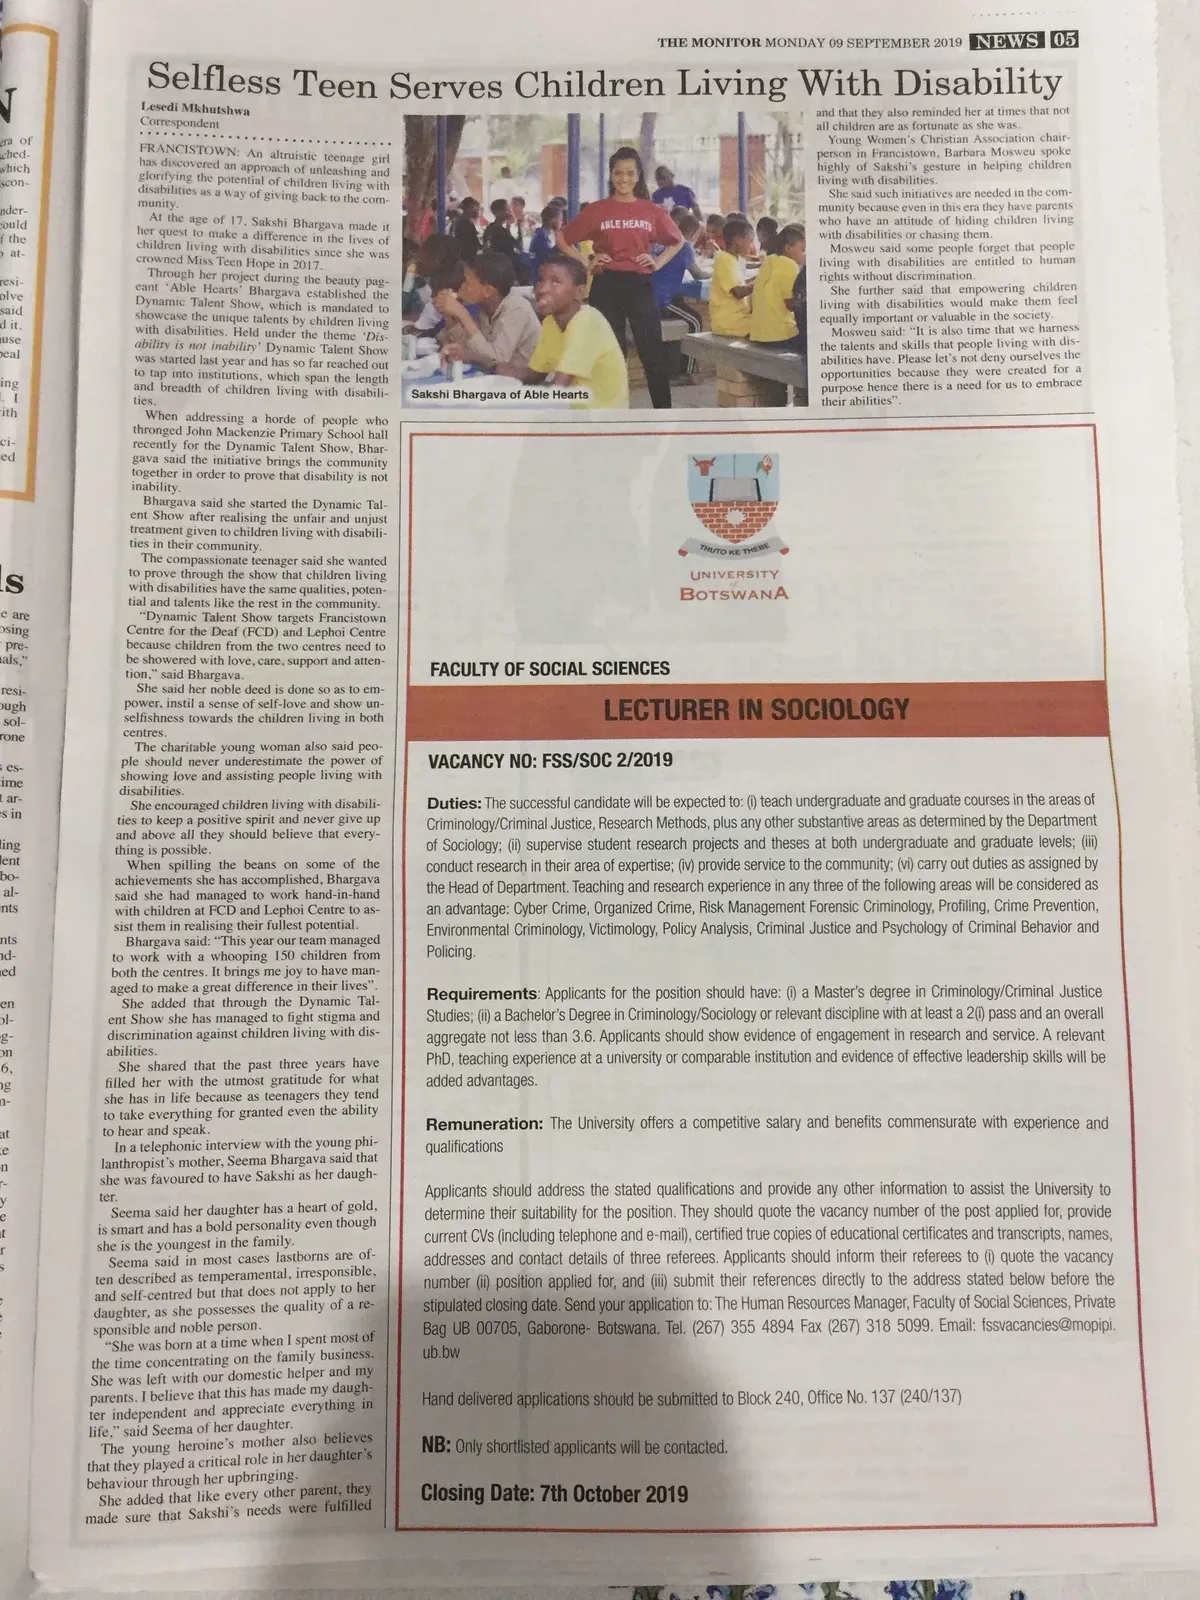 THE MONITOR MONDAY 09 SEPTEMBER 2019 NEWS 05
Selfless Teen Serves Children Living With Disability
Lesedi Mkhutshwa
Correspondent
FRANCISTOWN: An altruistic teenage girl
has discovered an approach of unleashing and
glorifying the potential of children living with
disabilities as a way of giving back to the com-
munity.
At the age of 17, Sakshi Bhargava made it
her quest to make a difference in the lives of
children living with disabilities since she was
crowned Miss Teen Hope in 2017.
Through her project during the beauty pag-
eant ‘Able Hearts’ Bhargava established the
Dynamic Talent Show, which is mandated to
showcase the unique talents by children living
with disabilities. Held under the theme ‘Dis-
ability is not inability’ Dynamic Talent Show
was started last year and has so far reached out
to tap into institutions, which span the length
and breadth of children living with disabili-
ties.
When addressing a horde of people who
thronged John Mackenzie Primary School hall
recently for the Dynamic Talent Show, Bhar-
gava said the initiative brings the community
together in order to prove that disability is not
inability.
Bhargava said she started the Dynamic Tal-
ent Show after realising the unfair and unjust
treatment given to children living with disabili-
ties in their community.
The compassionate teenager said she wanted
to prove through the show that children living
with disabilities have the same qualities, poten-
tial and talents like the rest in the community.
“Dynamic Talent Show targets Francistown
Centre for the Deaf (FCD) and Lephoi Centre
because children from the two centres need to
be showered with love, care, support and atten-
tion,” said Bhargava.
She said her noble deed is done so as to em-
power, instil a sense of self-love and show un-
selfishness towards the children living in both
centres.
The charitable young woman also said peo-
ple should never underestimate the power of
showing love and assisting people living with
disabilities.
She encouraged children living with disabili-
ties to keep a positive spirit and never give up
and above all they should believe that every-
thing is possible.
When spilling the beans on some of the
achievements she has accomplished, Bhargava
said she had managed to work hand-in-hand
with children at FCD and Lephoi Centre to as-
sist them in realising their fullest potential.
Bhargava said: “This year our team managed
to work with a whooping 150 children from
both the centres. It brings me joy to have man-
aged to make a great difference in their lives”.
She added that through the Dynamic Tal-
ent Show she has managed to fight stigma and
discrimination against children living with dis-
abilities.
She shared that the past three years have
filled her with the utmost gratitude for what
she has in life because as teenagers they tend
to take everything for granted even the ability
to hear and speak.
In a telephonic interview with the young phi-
lanthropist’s mother, Seema Bhargava said that
she was favoured to have Sakshi as her daugh-
ter.
Seema said her daughter has a heart of gold,
is smart and has a bold personality even though
she is the youngest in the family.
Seema said in most cases lastborns are of-
ten described as temperamental, irresponsible,
and self-centred but that does not apply to her
daughter, as she possesses the quality of a re-
sponsible and noble person.
“She was born at a time when I spent most of
the time concentrating on the family business.
She was left with our domestic helper and my
parents. I believe that this has made my daugh-
ter independent and appreciate everything in
life,” said Seema of her daughter.
The young heroine’s mother also believes
that they played a critical role in her daughter’s
behaviour through her upbringing.
She added that like every other parent, they
made sure that Sakshi’s needs were fulfilled
ABLE HEARTS
Sakshi Bhargava of Able Hearts
and that they also reminded her at times that not
all children are as fortunate as she was.
Young Women’s Christian Association chair-
person in Francistown, Barbara Mosweu spoke
highly of Sakshi’s gesture in helping children
living with disabilities.
She said such initiatives are needed in the com-
munity because even in this era they have parents
who have an attitude of hiding children living
with disabilities or chasing them.
Mosweu said some people forget that people
living with disabilities are entitled to human
rights without discrimination.
She further said that empowering children
living with disabilities would make them feel
equally important or valuable in the society.
Mosweu said: “It is also time that we harness
the talents and skills that people living with dis-
abilities have. Please let’s not deny ourselves the
opportunities because they were created for a
purpose hence there is a need for us to embrace
their abilities”.
THUTO KE THEBE
UNIVERSITY
of
BOTSWANA
FACULTY OF SOCIAL SCIENCES
LECTURER IN SOCIOLOGY
VACANCY NO: FSS/SOC 2/2019
Duties: The successful candidate will be expected to: (i) teach undergraduate and graduate courses in the areas of
Criminology/Criminal Justice, Research Methods, plus any other substantive areas as determined by the Department
of Sociology; (ii) supervise student research projects and theses at both undergraduate and graduate levels; (iii)
conduct research in their area of expertise; (iv) provide service to the community; (vi) carry out duties as assigned by
the Head of Department. Teaching and research experience in any three of the following areas will be considered as
an advantage: Cyber Crime, Organized Crime, Risk Management Forensic Criminology, Profiling, Crime Prevention,
Environmental Criminology, Victimology, Policy Analysis, Criminal Justice and Psychology of Criminal Behavior and
Policing.
Requirements: Applicants for the position should have: (i) a Master’s degree in Criminology/Criminal Justice
Studies; (ii) a Bachelor’s Degree in Criminology/Sociology or relevant discipline with at least a 2(i) pass and an overall
aggregate not less than 3.6. Applicants should show evidence of engagement in research and service. A relevant
PhD, teaching experience at a university or comparable institution and evidence of effective leadership skills will be
added advantages.
Remuneration: The University offers a competitive salary and benefits commensurate with experience and
qualifications
Applicants should address the stated qualifications and provide any other information to assist the University to
determine their suitability for the position. They should quote the vacancy number of the post applied for, provide
current CVs (including telephone and e-mail), certified true copies of educational certificates and transcripts, names,
addresses and contact details of three referees. Applicants should inform their referees to (i) quote the vacancy
number (ii) position applied for, and (iii) submit their references directly to the address stated below before the
stipulated closing date. Send your application to: The Human Resources Manager, Faculty of Social Sciences, Private
Bag UB 00705, Gaborone- Botswana. Tel. (267) 355 4894 Fax (267) 318 5099. Email: fssvacancies@mopipi.
ub.bw
Hand delivered applications should be submitted to Block 240, Office No. 137 (240/137)
NB: Only shortlisted applicants will be contacted.
Closing Date: 7th October 2019